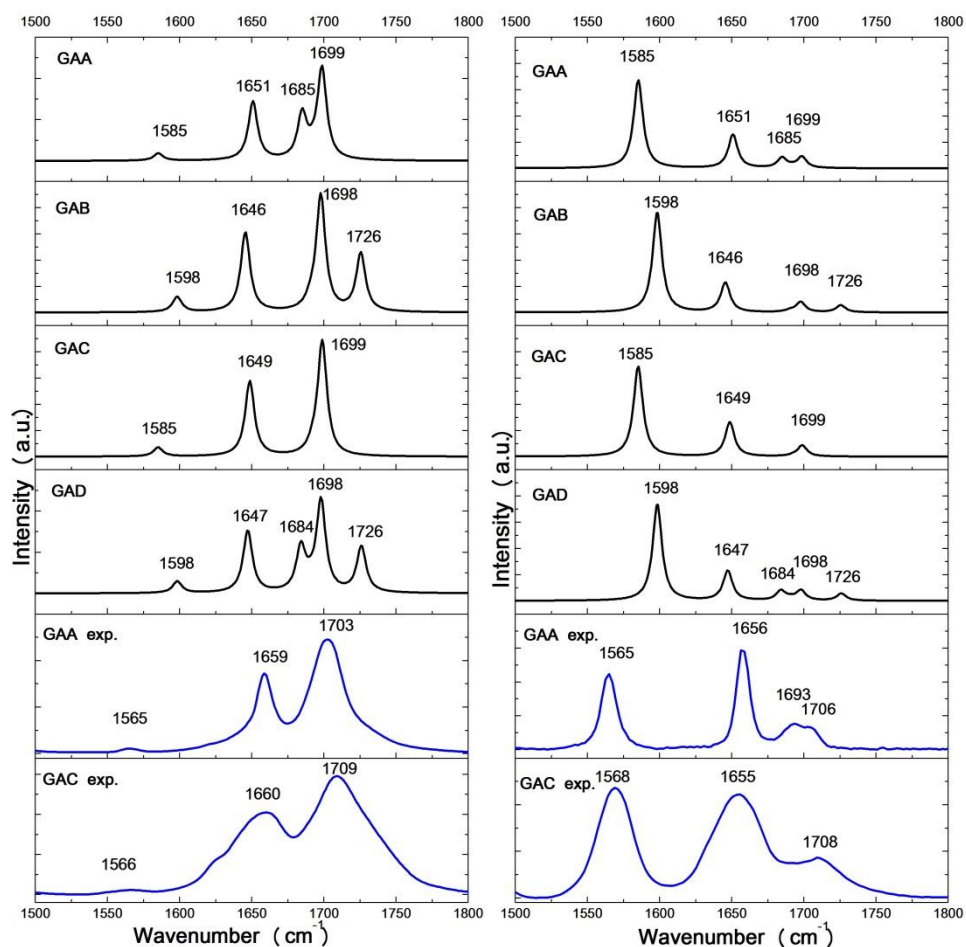 1500 1550 1600 1650 1700 1750 1800
GAA
1585
1651
1685
1699
GAB
1598
1646
1698
1726
GAC
1585
1649
1699
GAD
1598
1647
1684
1698
1726
GAA exp.
1565
1659
1703
GAC exp.
1566
1660
1709
Intensity ( a.u.)
1500 1550 1600 1650 1700 1750 1800
Wavenumber ( cm-1)
1500 1550 1600 1650 1700 1750 1800
GAA
1585
1651
1685
1699
GAB
1598
1646
1698
1726
GAC
1585
1649
1699
GAD
1598
1647
1684
1698
1726
GAA exp.
1565
1656
1693
1706
GAC exp.
1568
1655
1708
Intensity ( a.u.)
1500 1550 1600 1650 1700 1750 1800
Wavenumber ( cm-1)